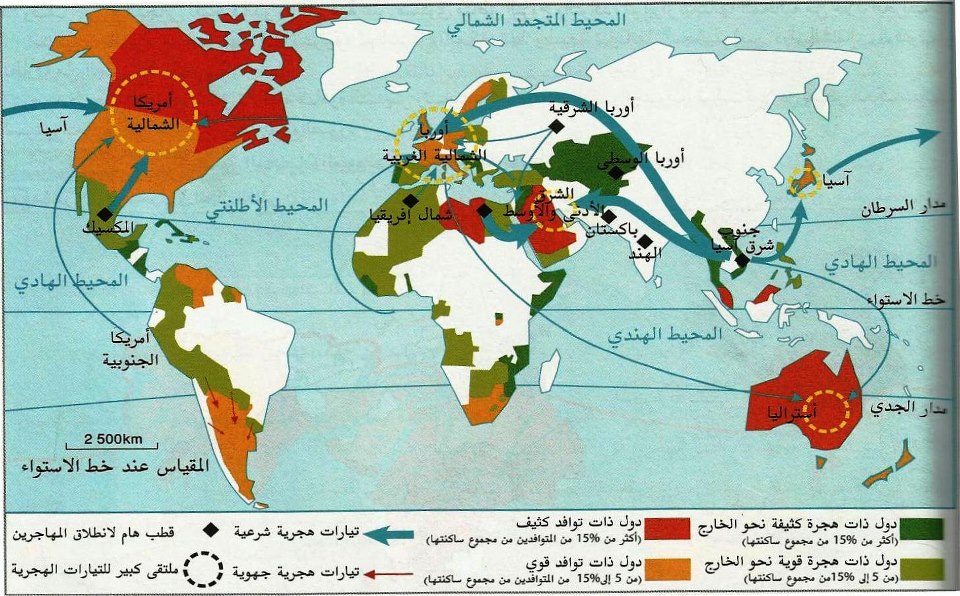 المحيط المتجمد الشمالي
أمريكا
الشمالية
آسيا
أوربا الشرقية
أوربا
الشمالية الغربية
أوربا الوسطى
آسيا
المحيط الأطلنتي
المكسيك
شمال إفريقيا
الشرق
الأدنى والأوسط
باكستان
الهند
جنوب
شرق آسيا
مدار السرطان
المحيط الهادي
المحيط الهادي
خط الاستواء
المحيط الهندي
أمريكا
الجنوبية
أستراليا
مدار الجدي
2 500km
المقياس عند خط الاستواء
دول ذات هجرة كثيفة نحو الخارج
(أكثر من 15% من مجموع ساكنتها)
دول ذات توافد كثيف
(أكثر من 15% من المتوافدين من مجموع ساكنتها)
تيارات هجرية شرعية
قطب هام لانطلاق المهاجرين
دول ذات هجرة قوية نحو الخارج
(من 5 إلى 15% من مجموع ساكنتها)
دول ذات توافد قوي
(من 5 إلى 15% من المتوافدين من مجموع ساكنتها)
تيارات هجرية جهوية
ملتقى كبير للتيارات الهجرية